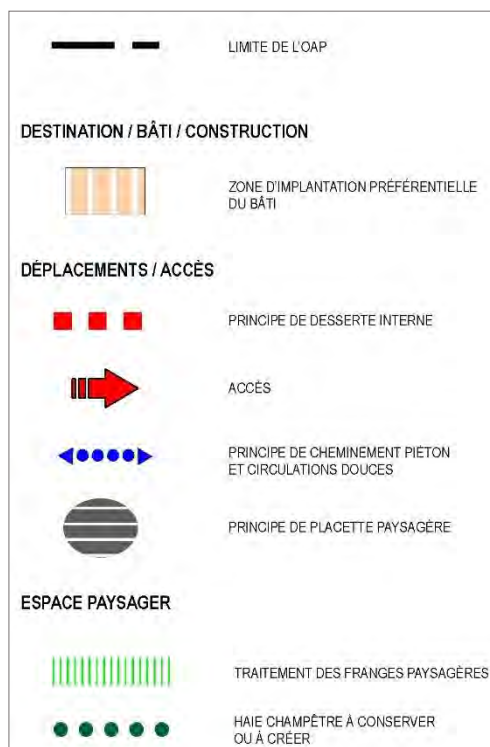 LIMITE DE L'OAP
DESTINATION / BÂTI / CONSTRUCTION
ZONE D'IMPLANTATION PRÉFÉRENTIELLE
DU BÂTI
DÉPLACEMENTS / ACCÈS
PRINCIPE DE DESSERTE INTERNE
ACCÈS
PRINCIPE DE CHEMINEMENT PIÉTON
ET CIRCULATIONS DOUCES
PRINCIPE DE PLACETTE PAYSAGÈRE
ESPACE PAYSAGER
TRAITEMENT DES FRANGES PAYSAGÈRES
HAIE CHAMPÊTRE À CONSERVER
OU À CRÉER